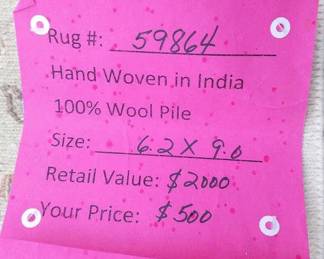 Rug #: 59864
Hand Woven in India
100% Wool Pile
Size: 6.2 X 9.0
Retail Value: $2000
Your Price: $500